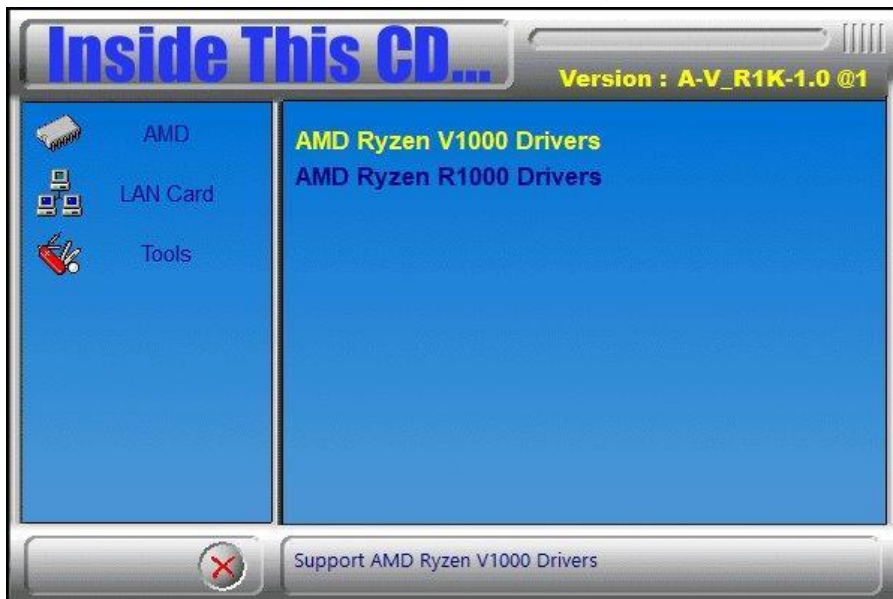 Inside This CD...
Version : A-V_R1K-1.0 @1
AMD
LAN Card
Tools
AMD Ryzen V1000 Drivers
AMD Ryzen R1000 Drivers
Support AMD Ryzen V1000 Drivers